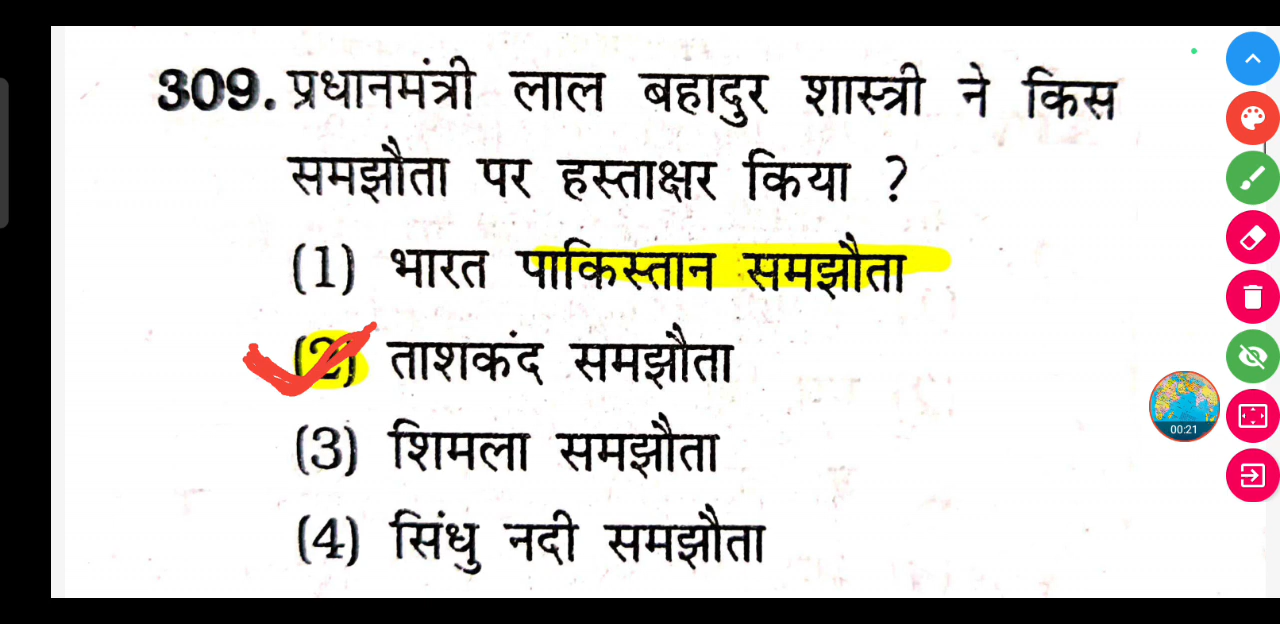 309. प्रधानमंत्री लाल बहादुर शास्त्री ने किस
समझौता पर हस्ताक्षर किया ?
(1) भारत पाकिस्तान समझौता
(2) ताशकंद समझौता
(3) शिमला समझौता
(4) सिंधु नदी समझौता
00:21